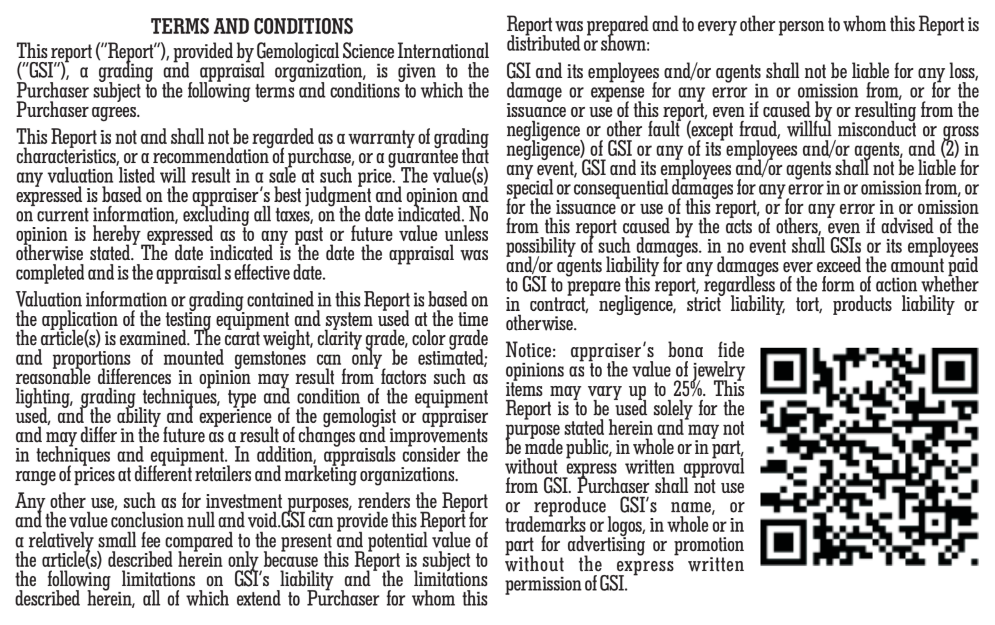 TERMS AND CONDITIONS
This report ("Report"), provided by Gemological Science International
("GSI"), a grading and appraisal organization, is given to the
Purchaser subject to the following terms and conditions to which the
Purchaser agrees.
This Report is not and shall not be regarded as a warranty of grading
characteristics, or a recommendation of purchase, or a guarantee that
any valuation listed will result in a sale at such price. The value(s)
expressed is based on the appraiser's best judgment and opinion and
on current information, excluding all taxes, on the date indicated. No
opinion is hereby expressed as to any past or future value unless
otherwise stated. The date indicated is the date the appraisal was
completed and is the appraisal s effective date.
Valuation information or grading contained in this Report is based on
the application of the testing equipment and system used at the time
the article(s) is examined. The carat weight, clarity grade, color grade
and proportions of mounted gemstones can only be estimated;
reasonable differences in opinion may result from factors such as
lighting, grading techniques, type and condition of the equipment
used, and the ability and experience of the gemologist or appraiser
and may differ in the future as a result of changes and improvements
in techniques and equipment. In addition, appraisals consider the
range of prices at different retailers and marketing organizations.
Any other use, such as for investment purposes, renders the Report
and the value conclusion null and void.GSI can provide this Report for
a relatively small fee compared to the present and potential value of
the article(s) described herein only because this Report is subject to
the following limitations on GSI's liability and the limitations
described herein, all of which extend to Purchaser for whom this
Report was prepared and to every other person to whom this Report is
distributed or shown:
GSI and its employees and/or agents shall not be liable for any loss,
damage or expense for any error in or omission from, or for the
issuance or use of this report, even if caused by or resulting from the
negligence or other fault (except fraud, willful misconduct or gross
negligence) of GSI or any of its employees and/or agents, and (2) in
any event, GSI and its employees and/or agents shall not be liable for
special or consequential damages for any error in or omission from, or
for the issuance or use of this report, or for any error in or omission
from this report caused by the acts of others, even if advised of the
possibility of such damages. in no event shall GSIs or its employees
and/or agents liability for any damages ever exceed the amount paid
to GSI to prepare this report, regardless of the form of action whether
in contract, negligence, strict liability, tort, products liability or
otherwise.
Notice: appraiser's bona fide
opinions as to the value of jewelry
items may vary up to 25%. This
Report is to be used solely for the
purpose stated herein and may not
be made public, in whole or in part,
without express written approval
from GSI. Purchaser shall not use
or reproduce GSI's name, or
trademarks or logos, in whole or in
part for advertising or promotion
without the express written
permission of GSI.